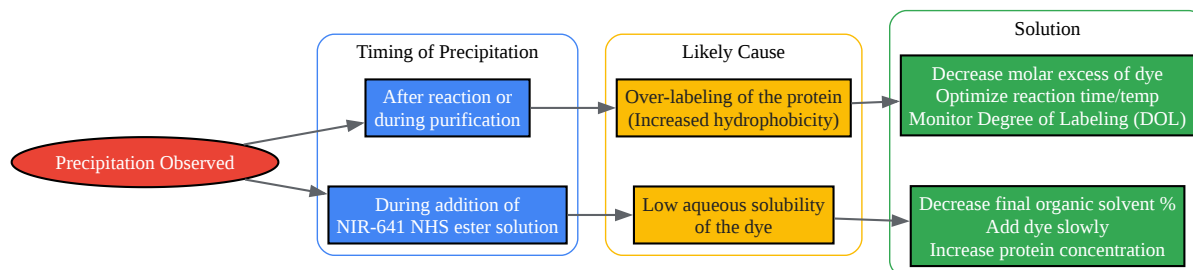 Precipitation Observed
Timing of Precipitation
After reaction or
during purification
During addition of
NIR-641 NHS ester solution
Likely Cause
Over-labeling of the protein
(Increased hydrophobicity)
Low aqueous solubility
of the dye
Solution
Decrease molar excess of dye
Optimize reaction time/temp
Monitor Degree of Labeling (DOL)
Decrease final organic solvent %
Add dye slowly
Increase protein concentration